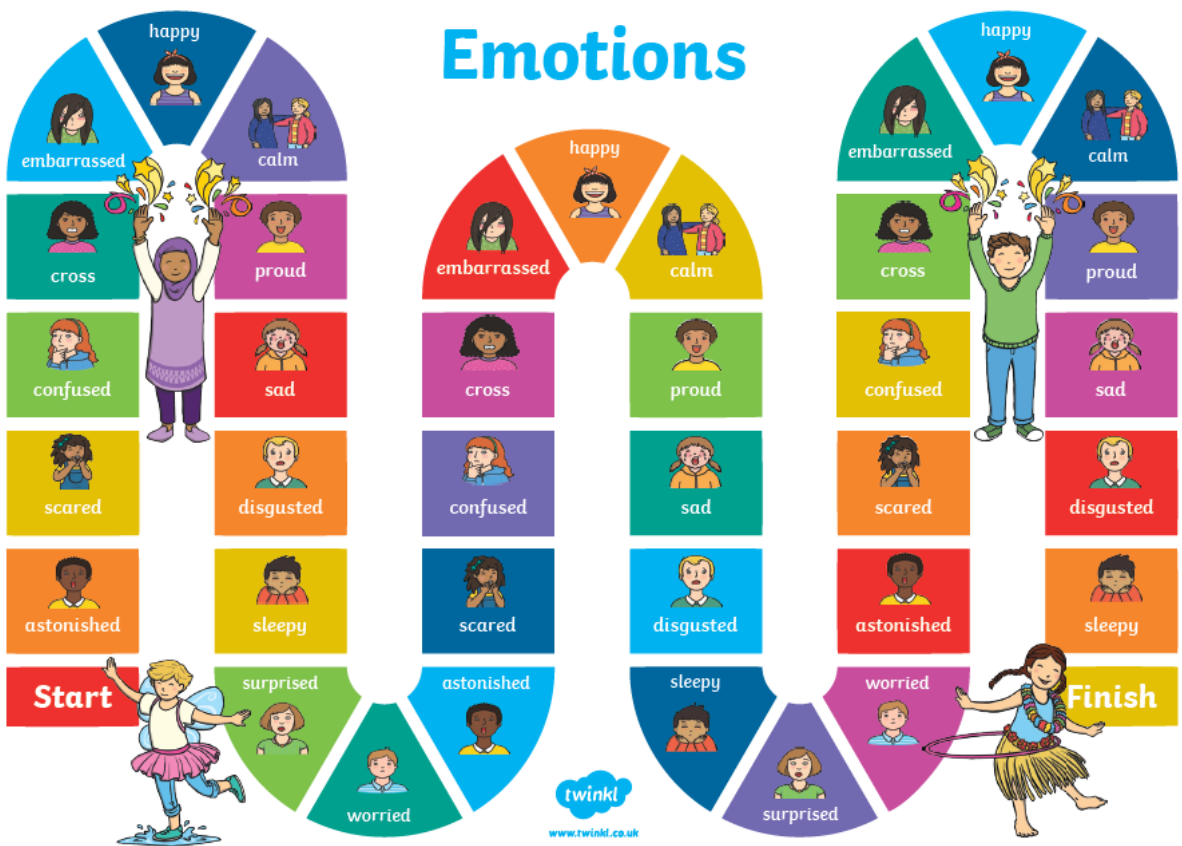 Emotions
Start
astonished
scared
confused
cross
embarrassed
happy
calm
proud
sad
disgusted
sleepy
surprised
worried
astonished
scared
confused
cross
embarrassed
happy
calm
proud
sad
disgusted
sleepy
surprised
worried
astonished
scared
confused
cross
embarrassed
happy
calm
proud
sad
disgusted
sleepy
Finish
twinkl
www.twinkl.co.uk